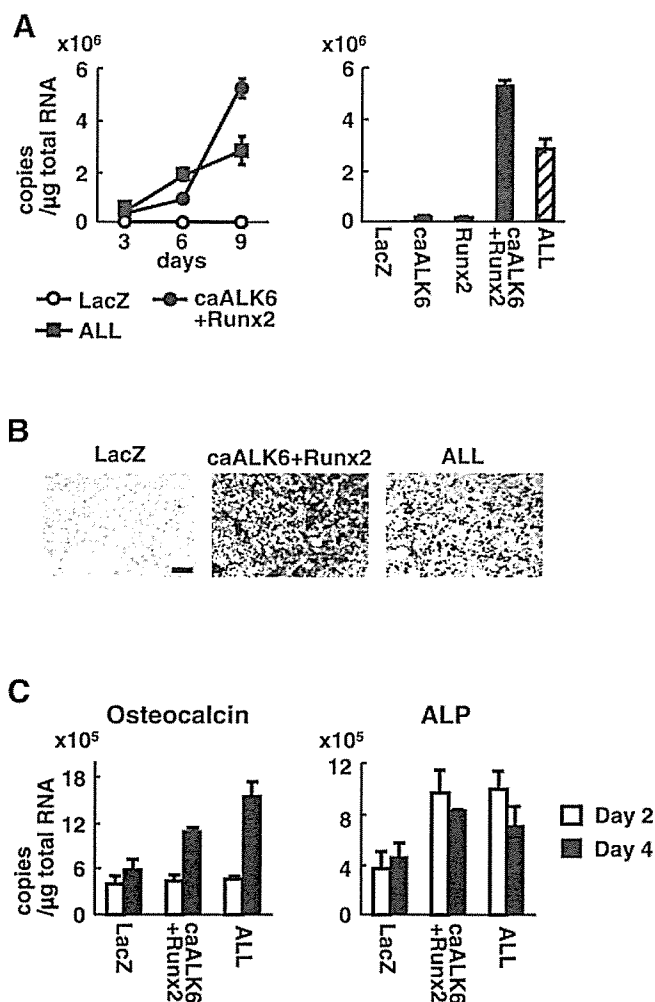 A
x10⁶
6
4
2
0
copies
/µg total RNA
3 6 9
days
LacZ
ALL
caALK6
+Runx2
x10⁶
6
4
2
0
LacZ
caALK6
Runx2
caALK6
+Runx2
ALL
B
LacZ
caALK6+Runx2
ALL
C
Osteocalcin
x10⁵
18
12
6
0
copies
/µg total RNA
LacZ
caALK6
+Runx2
ALL
ALP
x10⁵
12
8
4
0
LacZ
caALK6
+Runx2
ALL
Day 2
Day 4